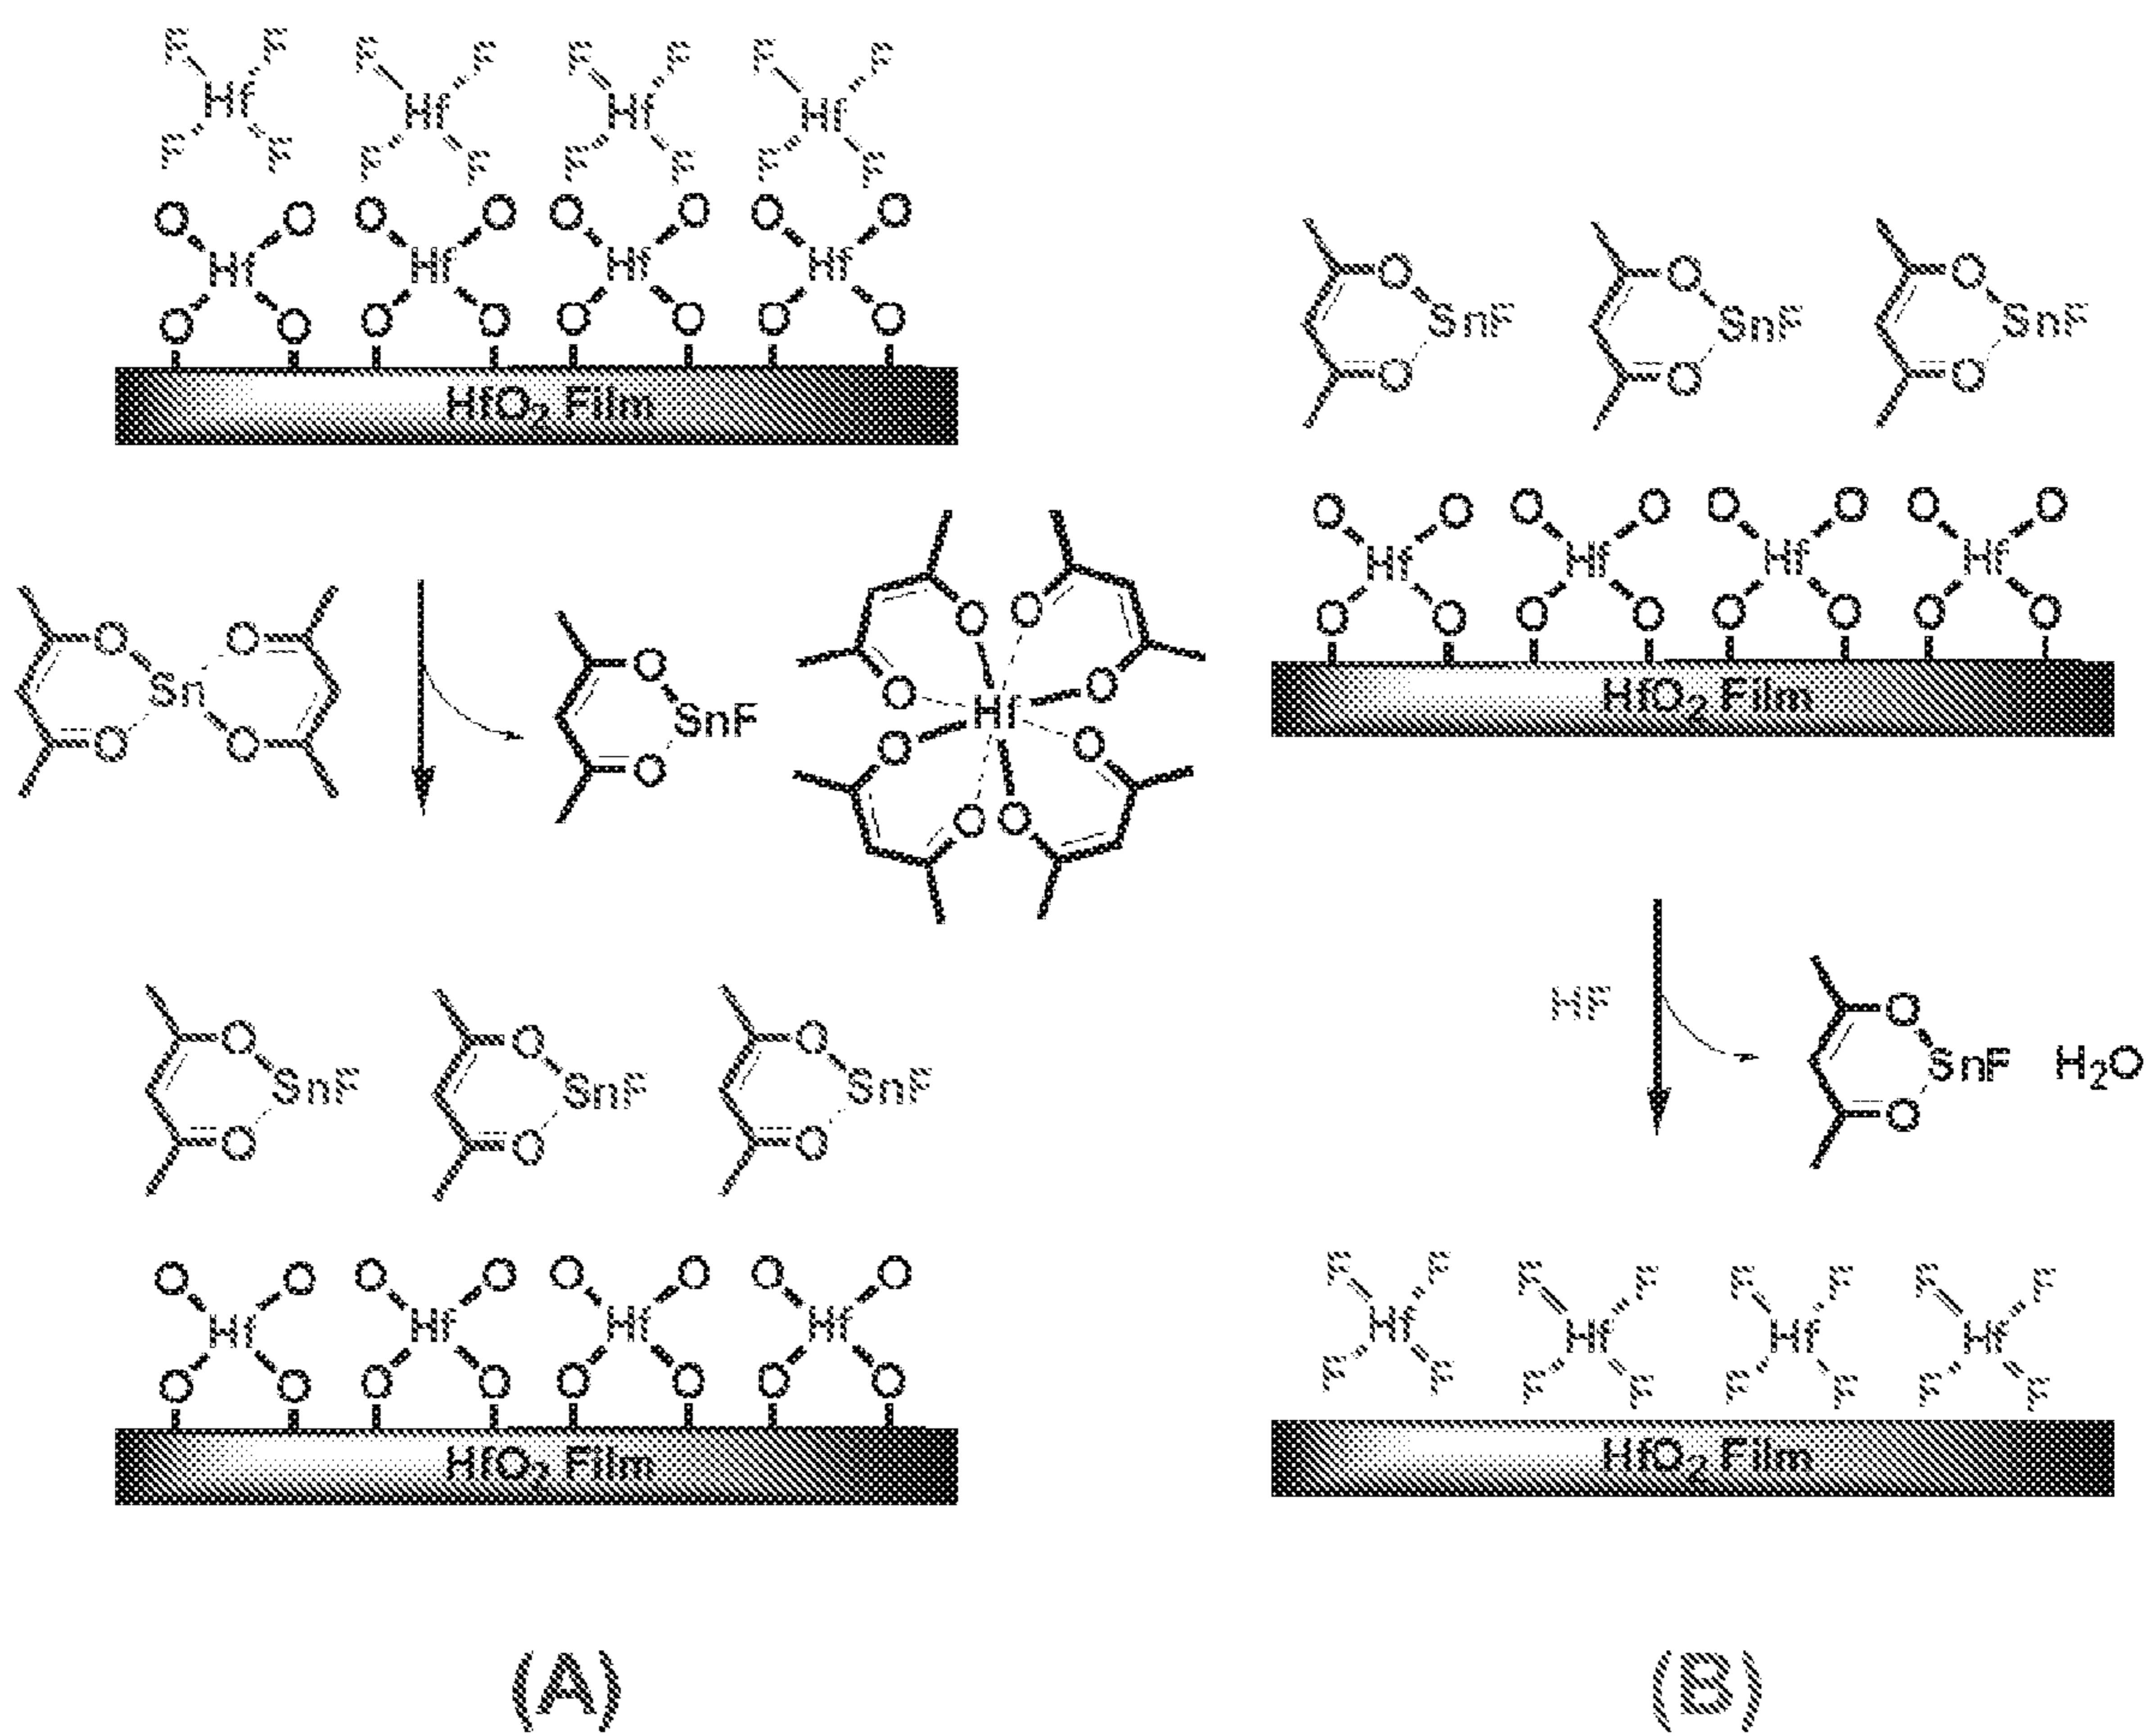 F F F F F F F F
Hf Hf Hf Hf
F F F F F F F F
O O O O O O O O
Hf Hf Hf Hf
O O O O O O O O
HfO2 Film
O O Sn O O
O SnF O
O O O O Hf O O O O
O O O
SnF SnF SnF
O O O
O O O O O O O O
Hf Hf Hf Hf
O O O O O O O O
HfO2 Film
(A)
O O O
SnF SnF SnF
O O O
O O O O O O O O
Hf Hf Hf Hf
O O O O O O O O
HfO2 Film
HF
O SnF O H2O
F F F F F F F F
Hf Hf Hf Hf
F F F F F F F F
HfO2 Film
(B)